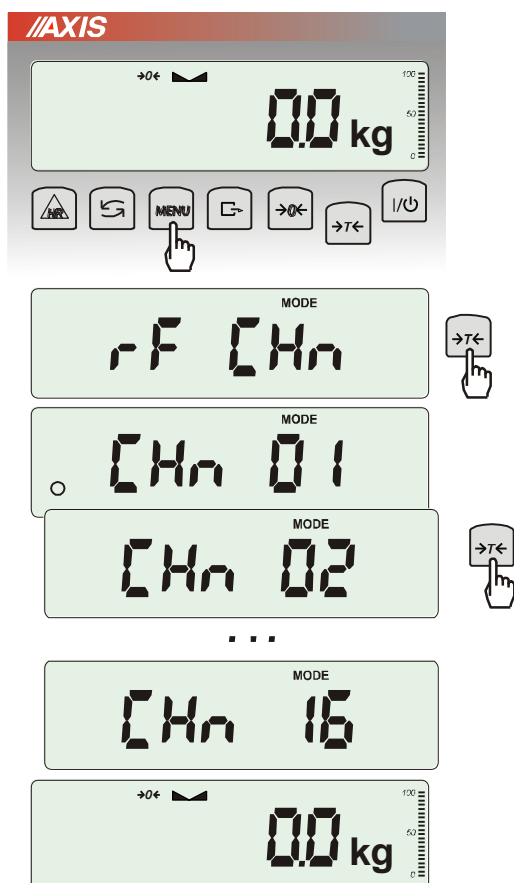 //AXIS
→0← 100
0.0 kg 50
0
HR MENU →0← →T← I/⏻
MODE
rF CHn →T←
MODE
CHn 01
MODE
CHn 02 →T←
...
MODE
CHn 16
→0← 100
0.0 kg 50
0